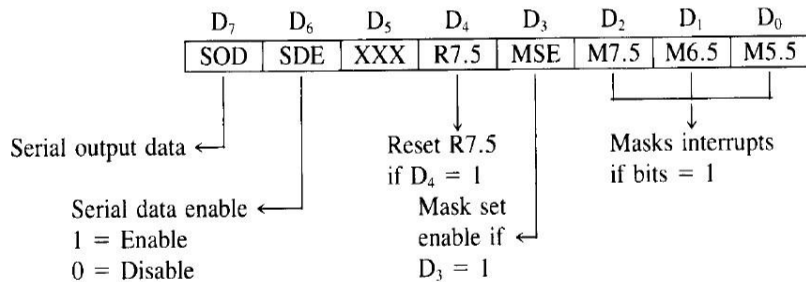 D₇ D₆ D₅ D₄ D₃ D₂ D₁ D₀
SOD SDE XXX R7.5 MSE M7.5 M6.5 M5.5
Serial output data
Reset R7.5
if D₄ = 1
Masks interrupts
if bits = 1
Serial data enable
1 = Enable
0 = Disable
Mask set
enable if
D₃ = 1